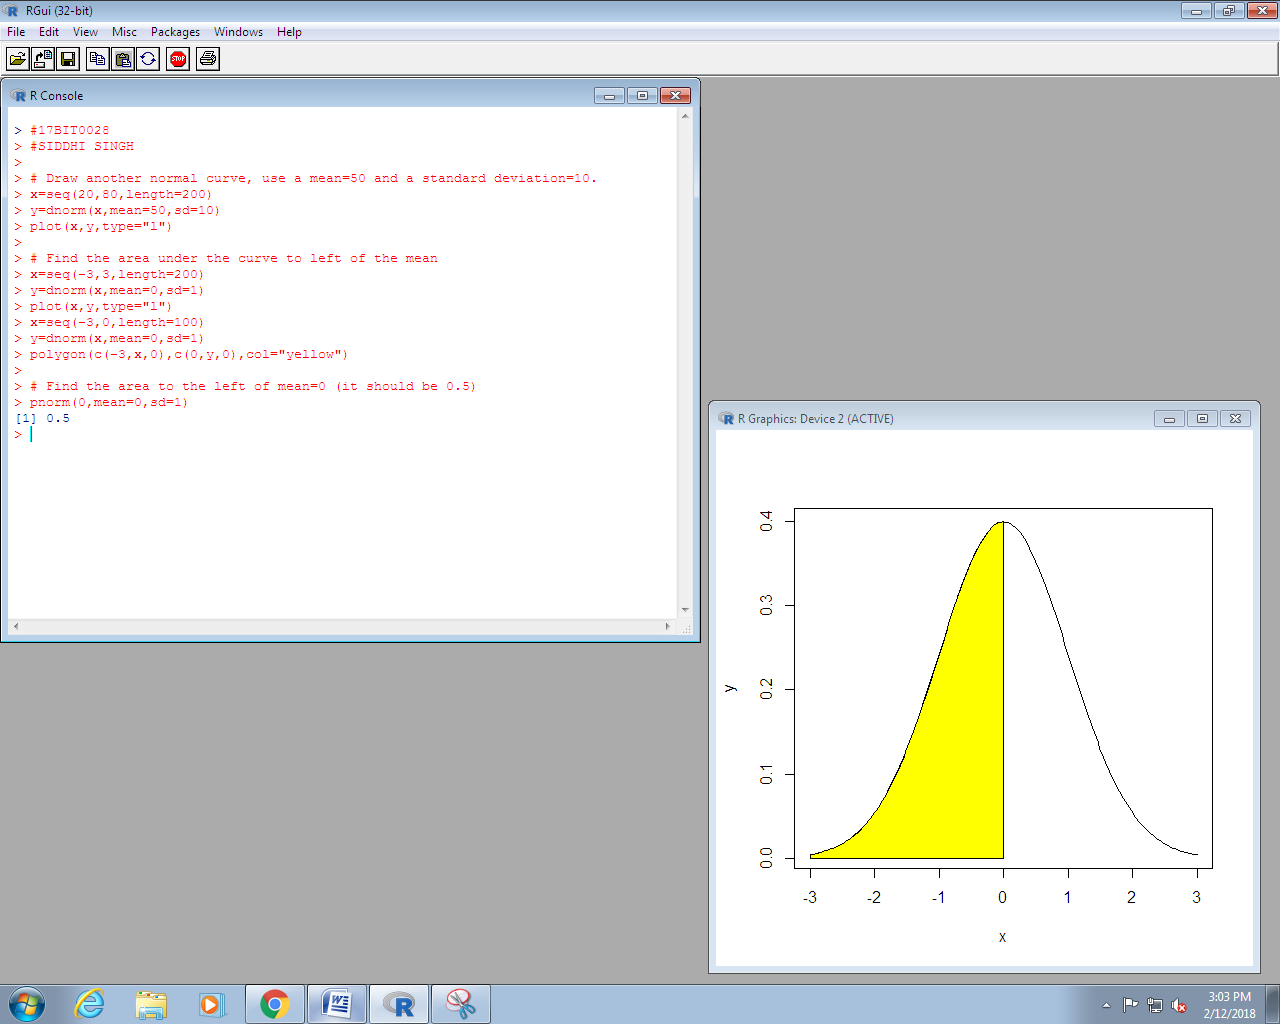 RGui (32-bit)
File Edit View Misc Packages Windows Help
STOP
R Console
> #17BIT0028
> #SIDDHI SINGH
>
> # Draw another normal curve, use a mean=50 and a standard deviation=10.
> x=seq(20,80,length=200)
> y=dnorm(x,mean=50,sd=10)
> plot(x,y,type="l")
>
> # Find the area under the curve to left of the mean
> x=seq(-3,3,length=200)
> y=dnorm(x,mean=0,sd=1)
> plot(x,y,type="l")
> x=seq(-3,0,length=100)
> y=dnorm(x,mean=0,sd=1)
> polygon(c(-3,x,0),c(0,y,0),col="yellow")
>
> # Find the area to the left of mean=0 (it should be 0.5)
> pnorm(0,mean=0,sd=1)
[1] 0.5
>
R Graphics: Device 2 (ACTIVE)
0.4
0.3
0.2
0.1
0.0
y
-3 -2 -1 0 1 2 3
x
3:03 PM
2/12/2018